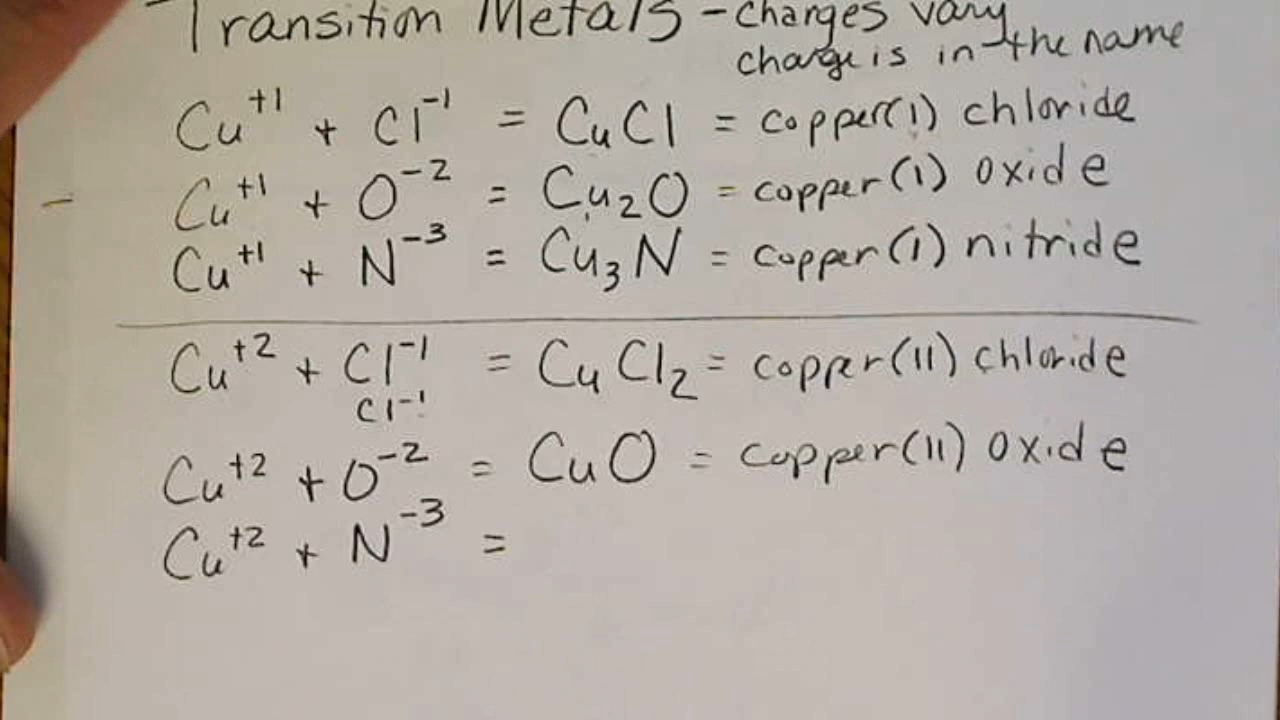 Transition Metals - charges vary
charge is in the name
Cu⁺¹ + Cl⁻¹ = CuCl = copper(I) chloride
Cu⁺¹ + O⁻² = Cu₂O = copper(I) oxide
Cu⁺¹ + N⁻³ = Cu₃N = copper(I) nitride
Cu⁺² + Cl⁻¹ = CuCl₂ = copper(II) chloride
Cl⁻¹
Cu⁺² + O⁻² = CuO = copper(II) oxide
Cu⁺² + N⁻³ =